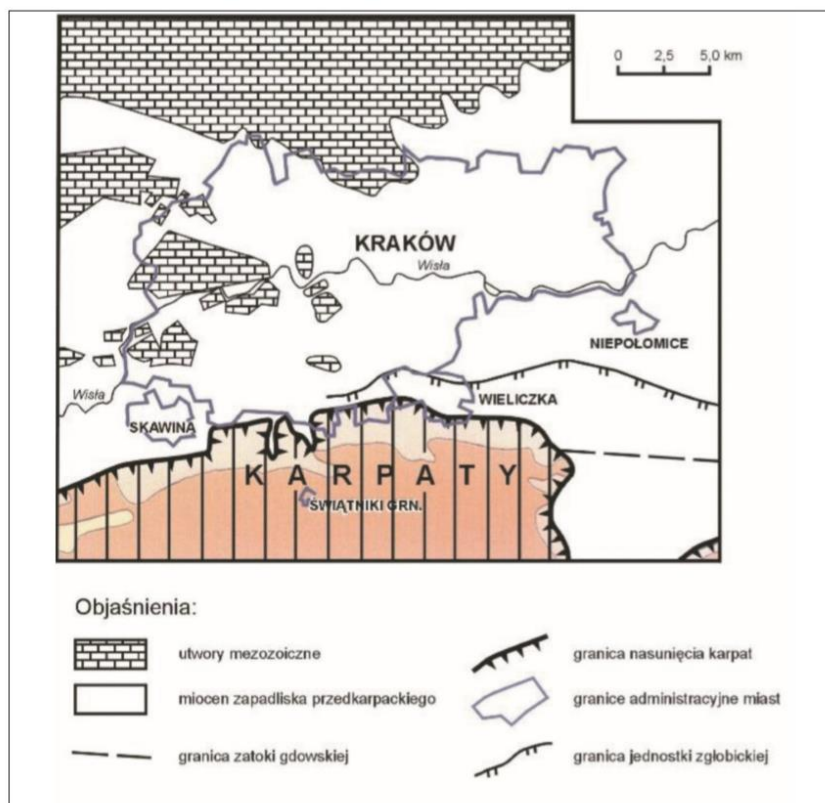 0 2,5 5,0 km
KRAKÓW
Wisła
NIEPOŁOMICE
Wisła
WIELICZKA
SKAWINA
KARPATY
ŚWIĄTNIKI GRN.
Objaśnienia:
utwory mezozoiczne
granica nasunięcia karpat
miocen zapadliska przedkarpackiego
granice administracyjne miast
granica zatoki gdowskiej
granica jednostki zgłobickiej